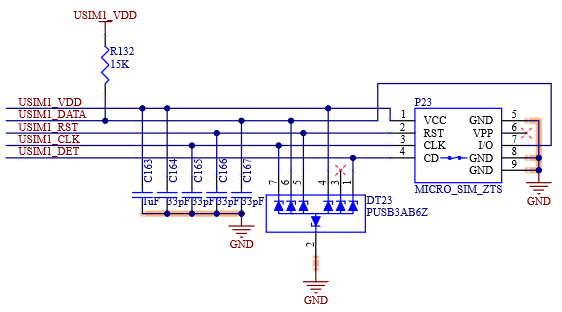 USIM1_VDD
R132
15K
USIM1_VDD
USIM1_DATA
USIM1_RST
USIM1_CLK
USIM1_DET
P23
1 VCC GND 5
2 RST VPP 6
3 CLK I/O 7
4 CD GND 8
GND 9
MICRO_SIM_ZTS
GND
C163
C164
C165
C166
C167
1uF 33pF 33pF 33pF 33pF
GND
7 6 5 4 3 1
DT23
PUSB3AB6Z
2
GND